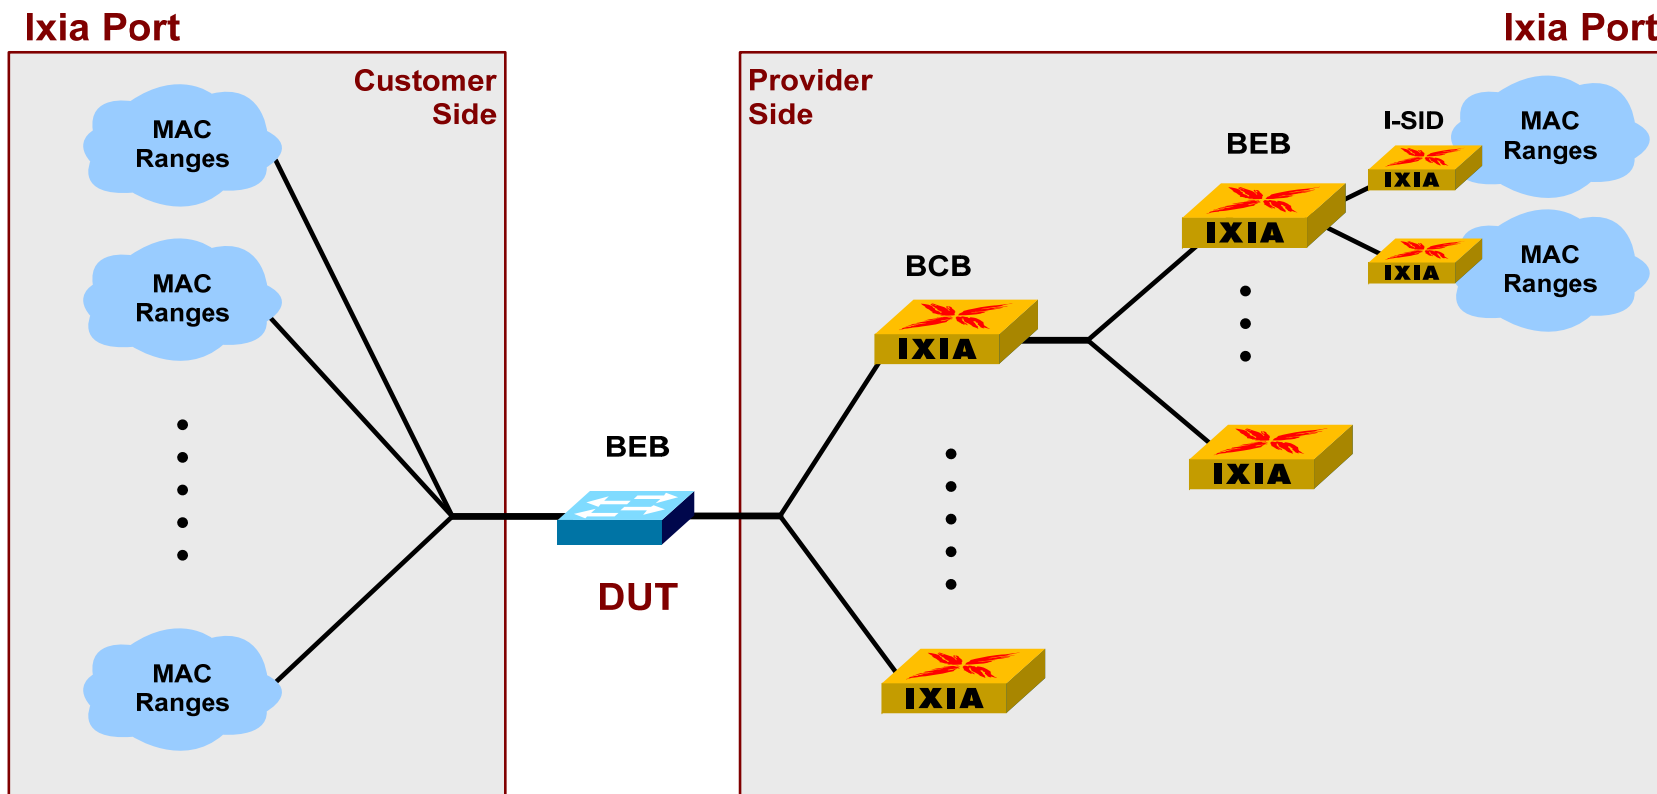 Ixia Port
Ixia Port
Customer
Side
MAC
Ranges
MAC
Ranges
MAC
Ranges
BEB
DUT
Provider
Side
BCB
IXIA
IXIA
BEB
IXIA
IXIA
I-SID
IXIA
IXIA
MAC
Ranges
MAC
Ranges